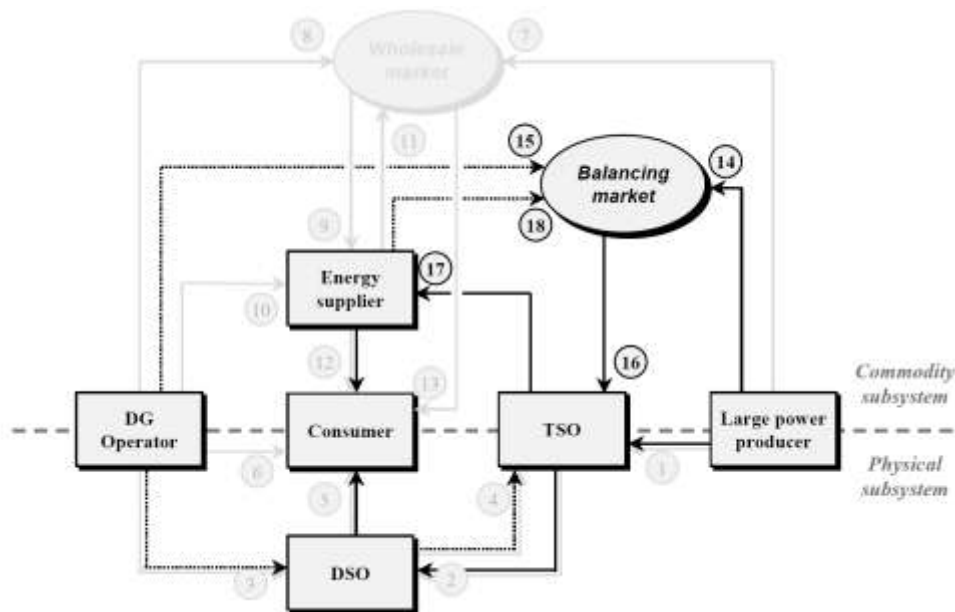 8
7
Wholesale
market
11
15
14
Balancing
market
18
9
Energy
supplier
17
10
12
16
13
Commodity
subsystem
DG
Operator
Consumer
TSO
Large power
producer
6
1
Physical
subsystem
5
4
DSO
3
2